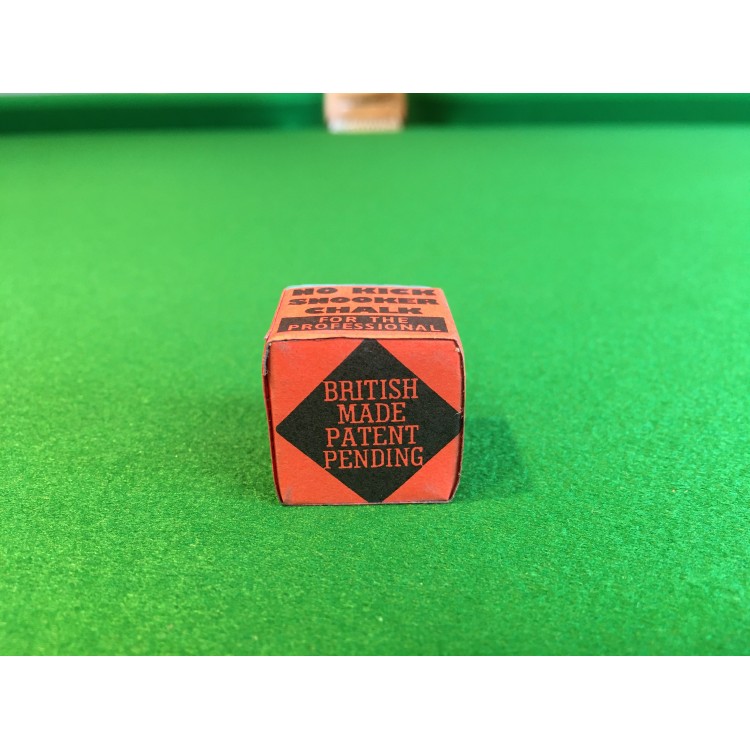 NO KICK
SNOOKER
CHALK
FOR THE
PROFESSIONAL
BRITISH
MADE
PATENT
PENDING